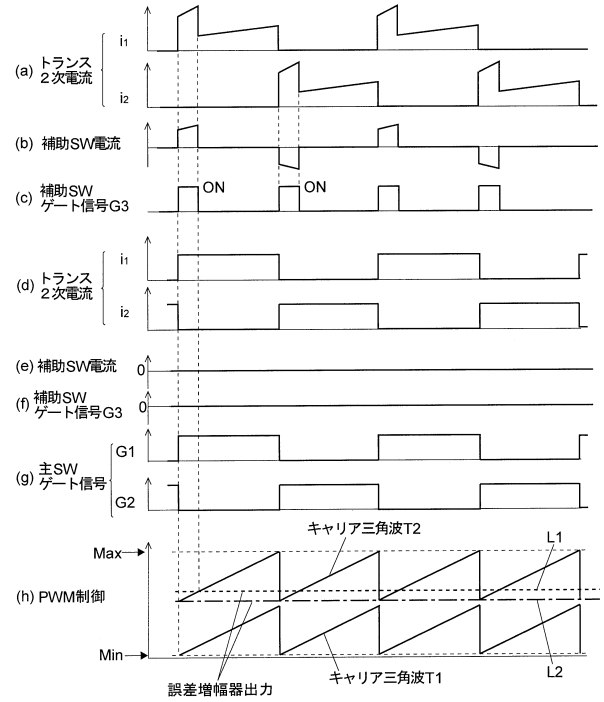 (a) トランス
2次電流
i1
i2
(b) 補助SW電流
(c) 補助SW
ゲート信号G3
ON
ON
(d) トランス
2次電流
i1
i2
(e) 補助SW電流
0
(f) 補助SW
ゲート信号G3
0
(g) 主SW
ゲート信号
G1
G2
キャリア三角波T2
L1
Max
(h) PWM制御
Min
誤差増幅器出力
キャリア三角波T1
L2